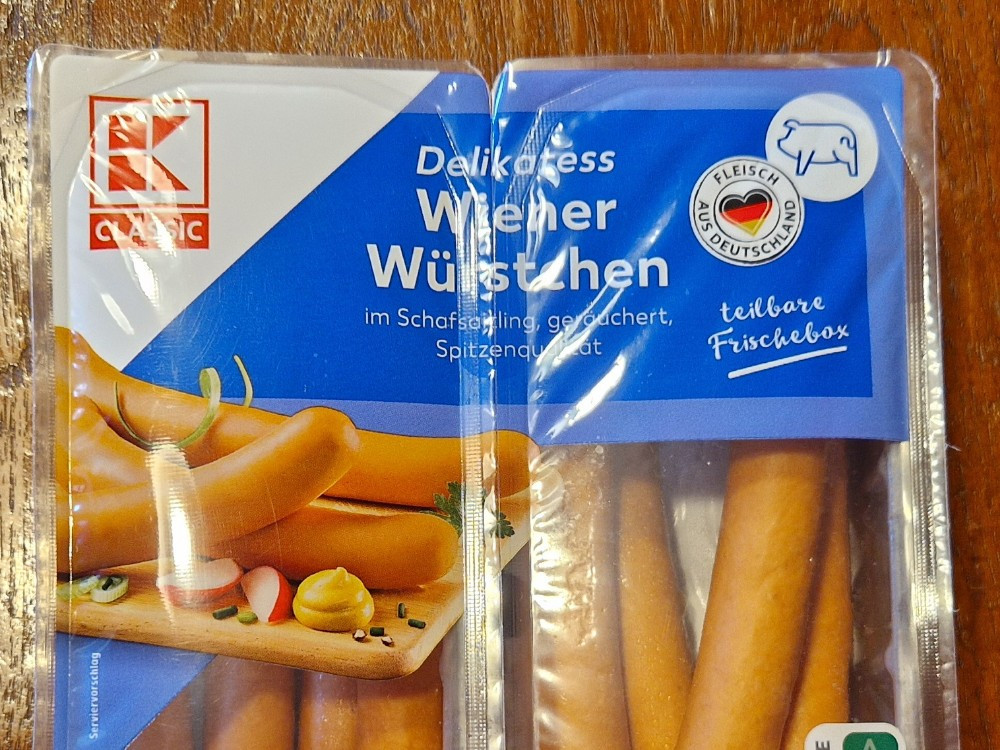 K
CLASSIC
Delikatess
Wiener
Würstchen
im Schafsaitling, geräuchert,
Spitzenqualität
FLEISCH
AUS DEUTSCHLAND
teilbare
Frischebox
Serviervorschlag
A